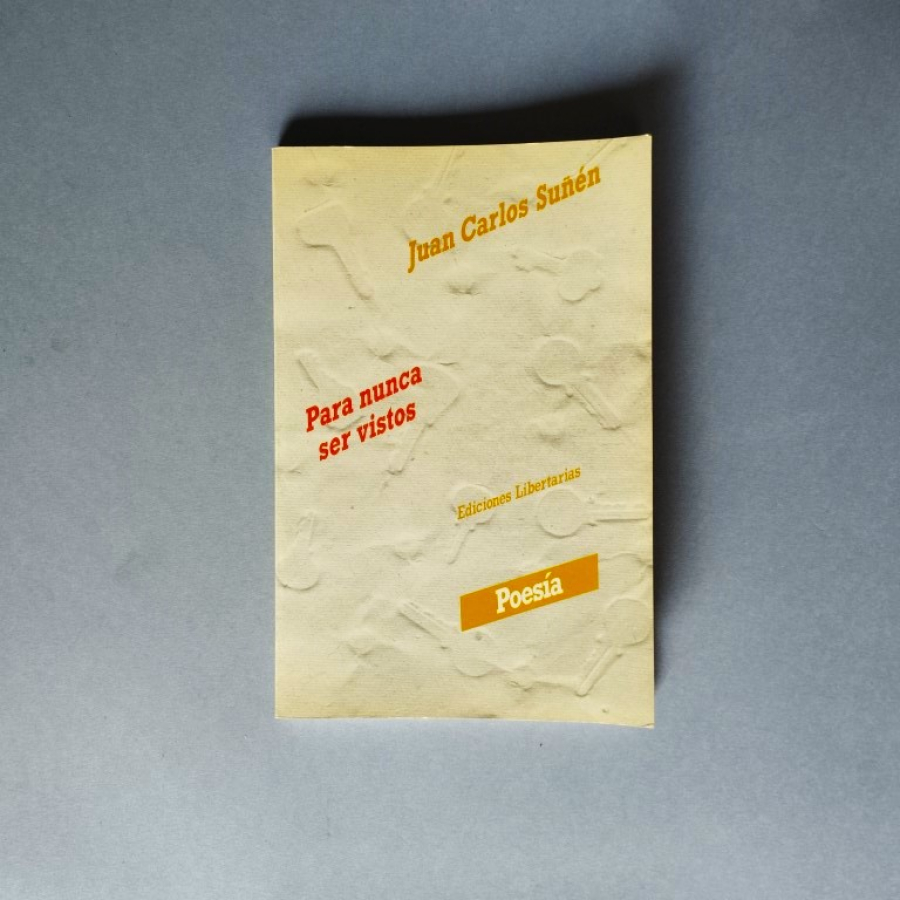 Juan Carlos Suñén
Para nunca
ser vistos
Ediciones Libertarias
Poesía